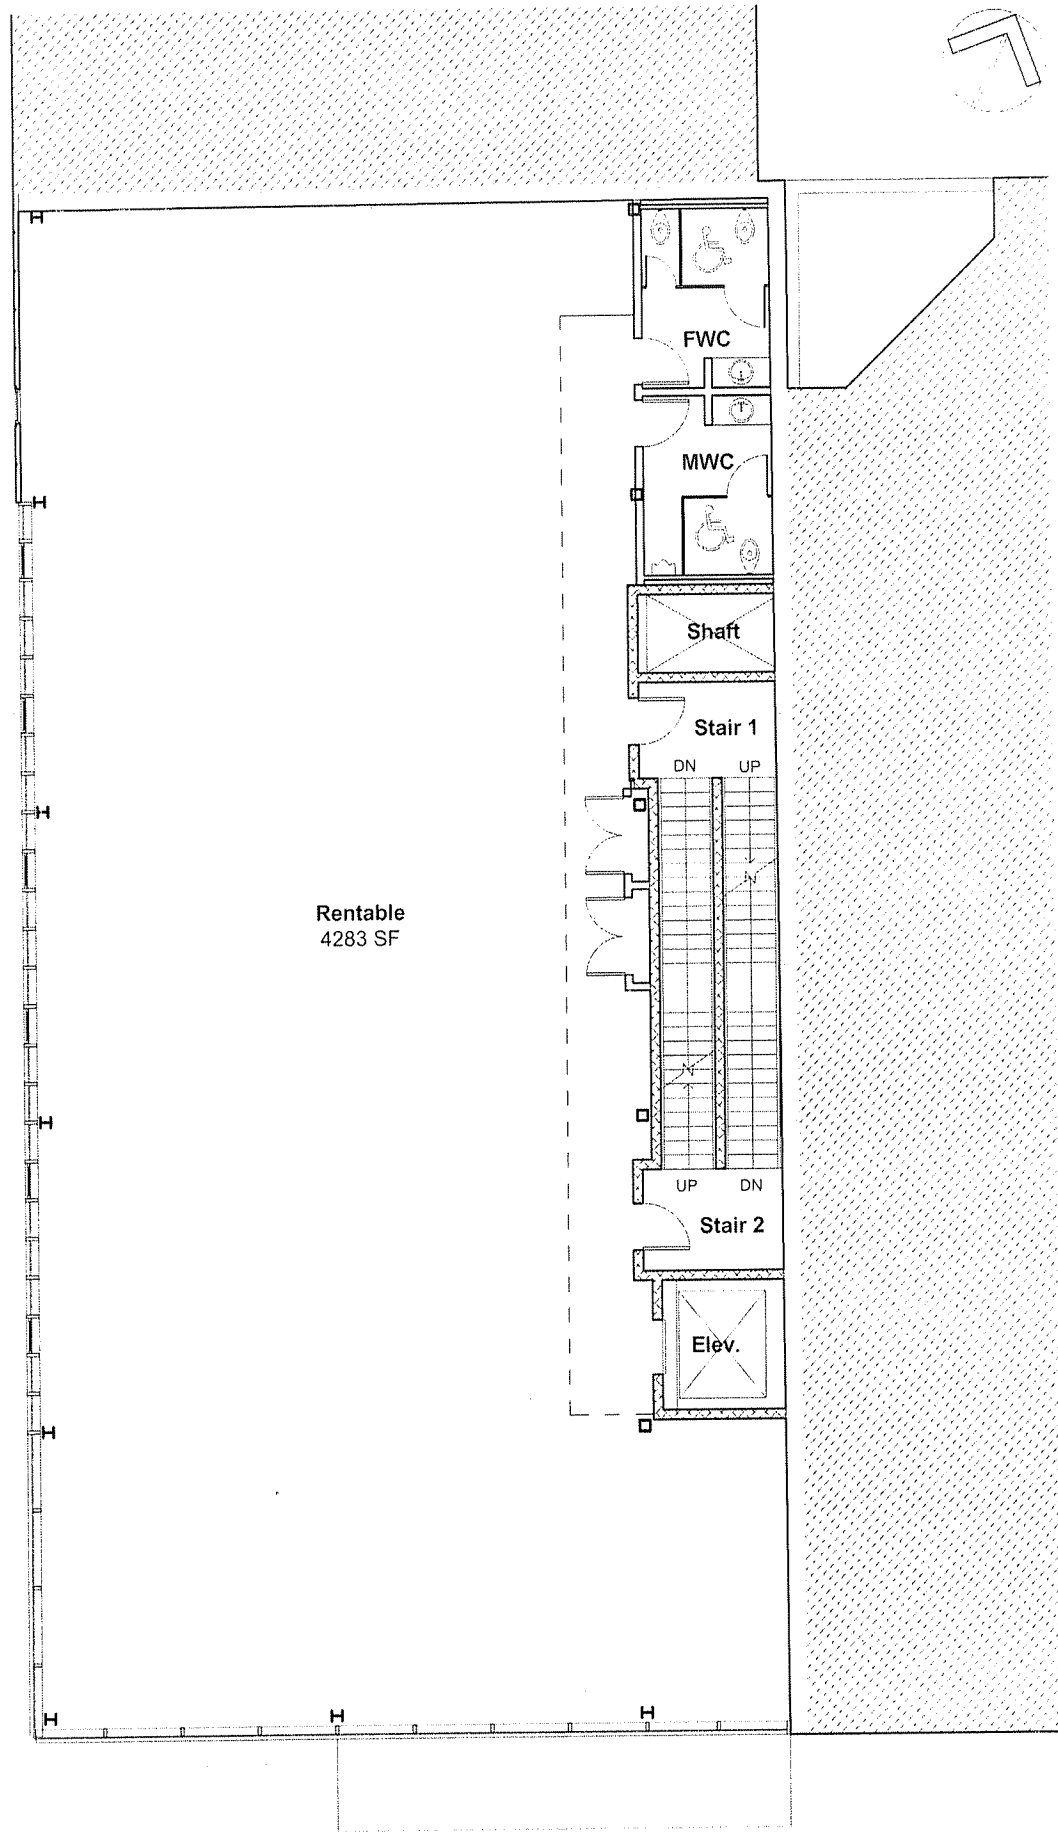 FWC
MWC
Shaft
Stair 1
DN UP
Rentable
4283 SF
UP DN
Stair 2
Elev.